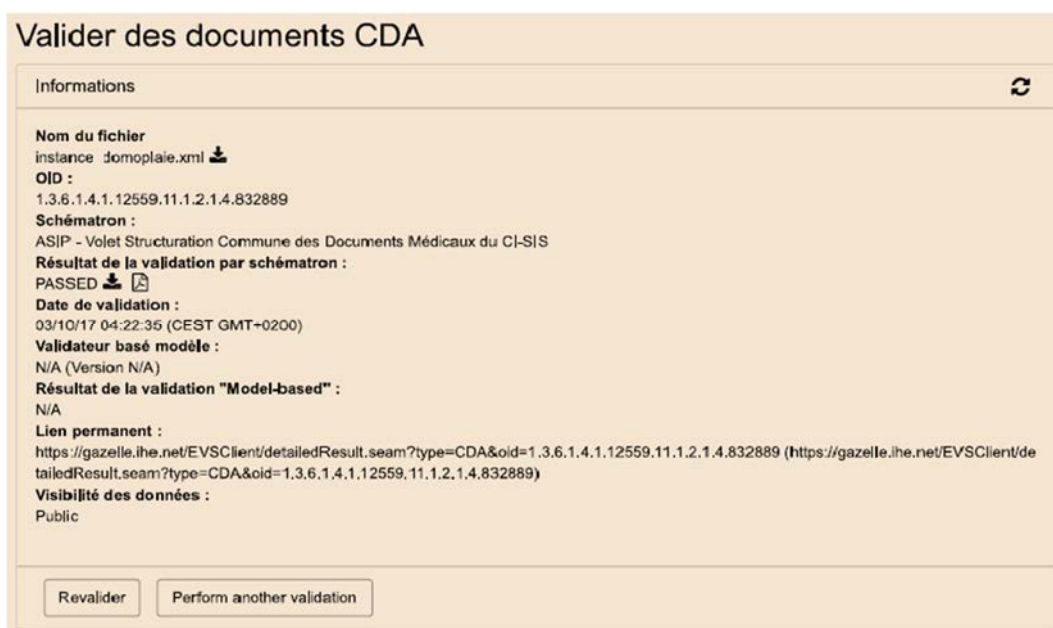 Valider des documents CDA
Informations
Nom du fichier
instance domoplaie.xml
OID :
1.3.6.1.4.1.12559.11.1.2.1.4.832889
Schématron :
ASIP - Volet Structuration Commune des Documents Médicaux du CI-SIS
Résultat de la validation par schématron :
PASSED
Date de validation :
03/10/17 04:22:35 (CEST GMT+0200)
Validateur basé modèle :
N/A (Version N/A)
Résultat de la validation "Model-based" :
N/A
Lien permanent :
https://gazelle.ihe.net/EVSClient/detailedResult.seam?type=CDA&oid=1.3.6.1.4.1.12559.11.1.2.1.4.832889 (https://gazelle.ihe.net/EVSClient/de
tailedResult.seam?type=CDA&oid=1.3.6.1.4.1.12559.11.1.2.1.4.832889)
Visibilité des données :
Public
Revalider Perform another validation